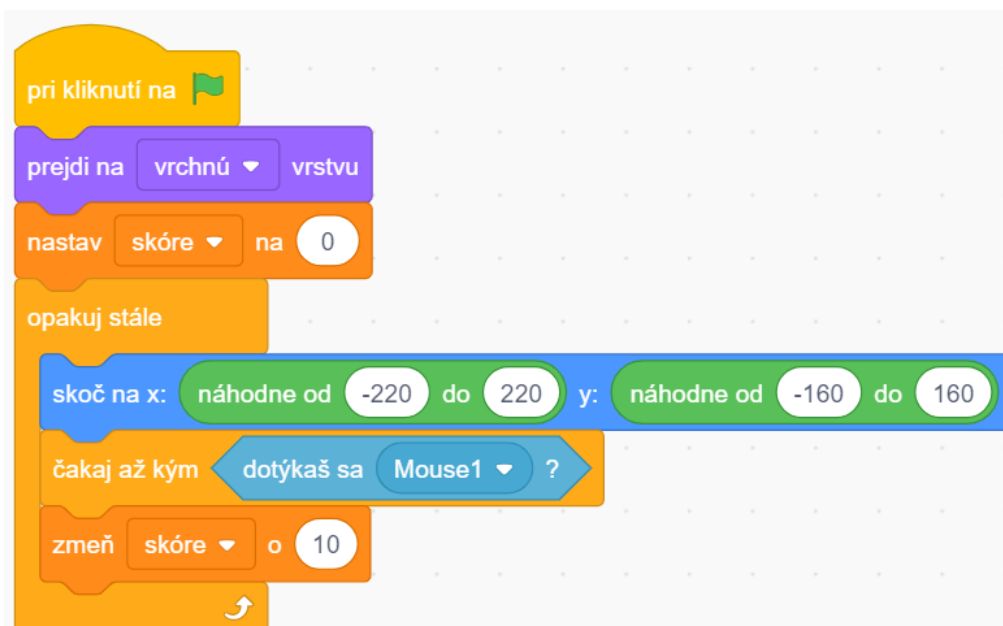 pri kliknutí na
prejdi na vrchnú vrstvu
nastav skóre na 0
opakuj stále
skoč na x: náhodne od -220 do 220 y: náhodne od -160 do 160
čakaj až kým dotýkaš sa Mouse1 ?
zmeň skóre o 10